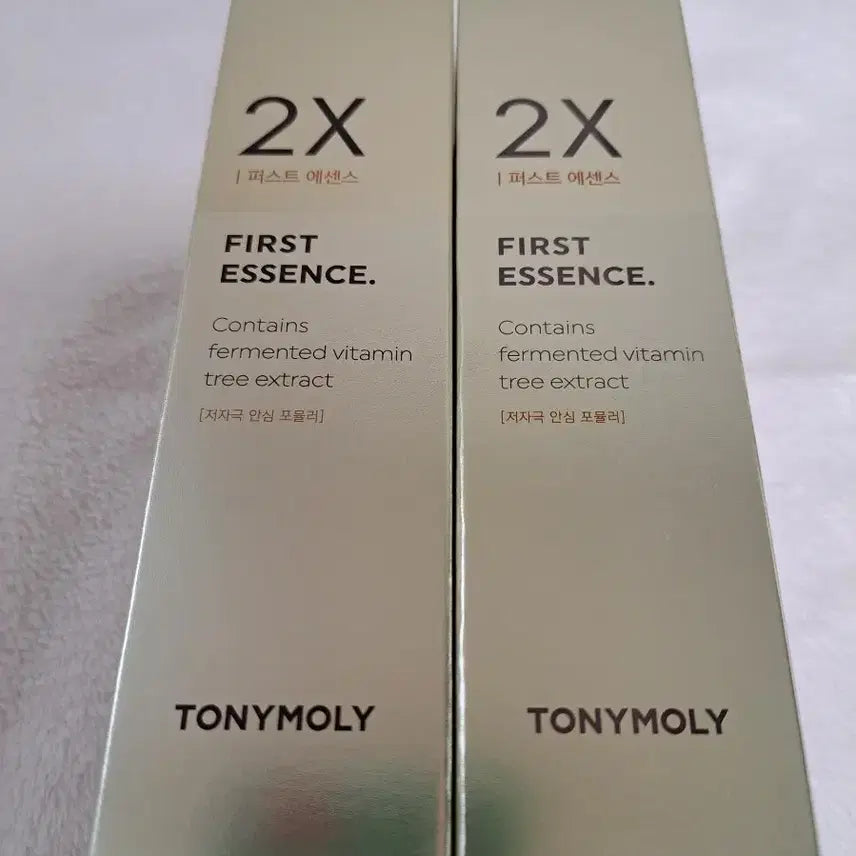 2X
| 퍼스트 에센스
FIRST
ESSENCE.
Contains
fermented vitamin
tree extract
[저자극 안심 포뮬러]
TONYMOLY
2X
| 퍼스트 에센스
FIRST
ESSENCE.
Contains
fermented vitamin
tree extract
[저자극 안심 포뮬러]
TONYMOLY